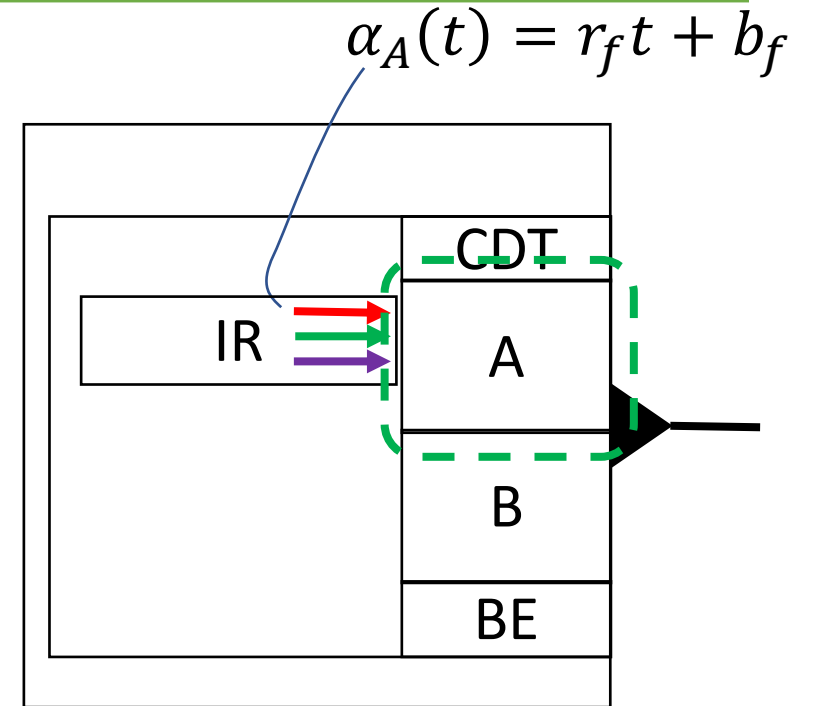 α_A(t) = r_f t + b_f
CDT
IR
A
B
BE